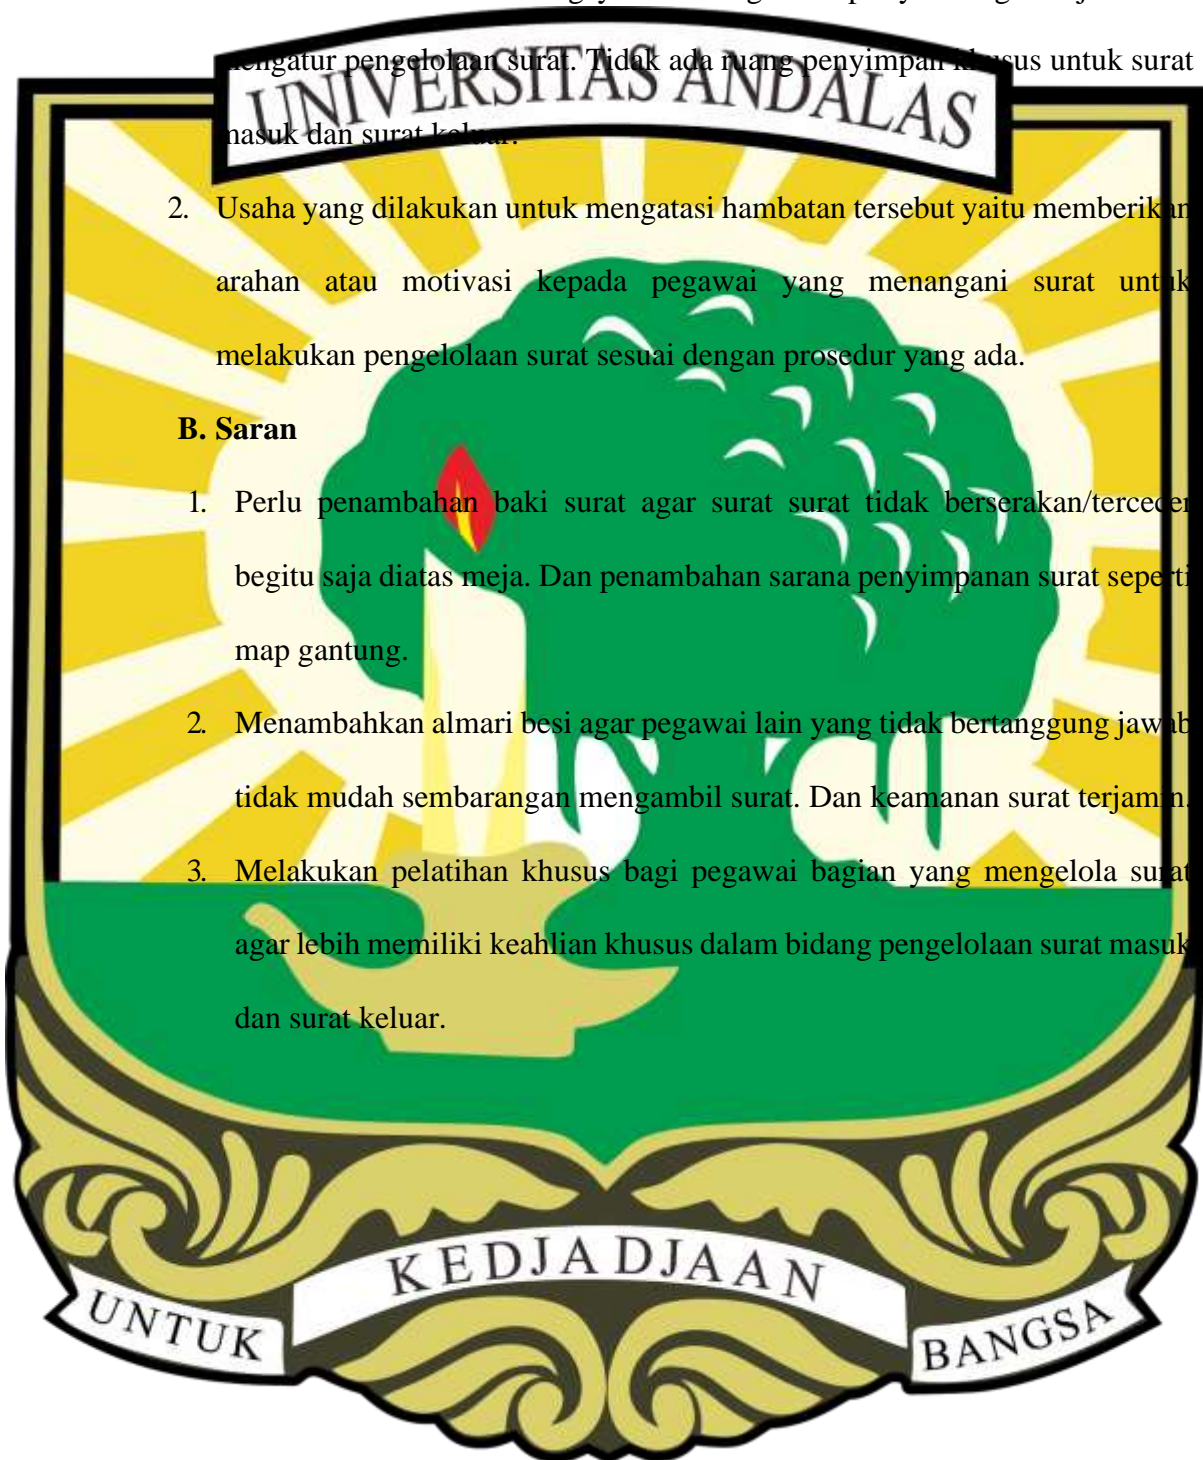 mengatur pengelolaan surat. Tidak ada ruang penyimpan khusus untuk surat
UNIVERSITAS ANDALAS
masuk dan surat keluar.
2. Usaha yang dilakukan untuk mengatasi hambatan tersebut yaitu memberikan
arahan atau motivasi kepada pegawai yang menangani surat untuk
melakukan pengelolaan surat sesuai dengan prosedur yang ada.
B. Saran
1. Perlu penambahan baki surat agar surat surat tidak berserakan/tercecer
begitu saja diatas meja. Dan penambahan sarana penyimpanan surat seperti
map gantung.
2. Menambahkan almari besi agar pegawai lain yang tidak bertanggung jawab
tidak mudah sembarangan mengambil surat. Dan keamanan surat terjamin.
3. Melakukan pelatihan khusus bagi pegawai bagian yang mengelola surat
agar lebih memiliki keahlian khusus dalam bidang pengelolaan surat masuk
dan surat keluar.
UNTUK KEDJADJAAN BANGSA